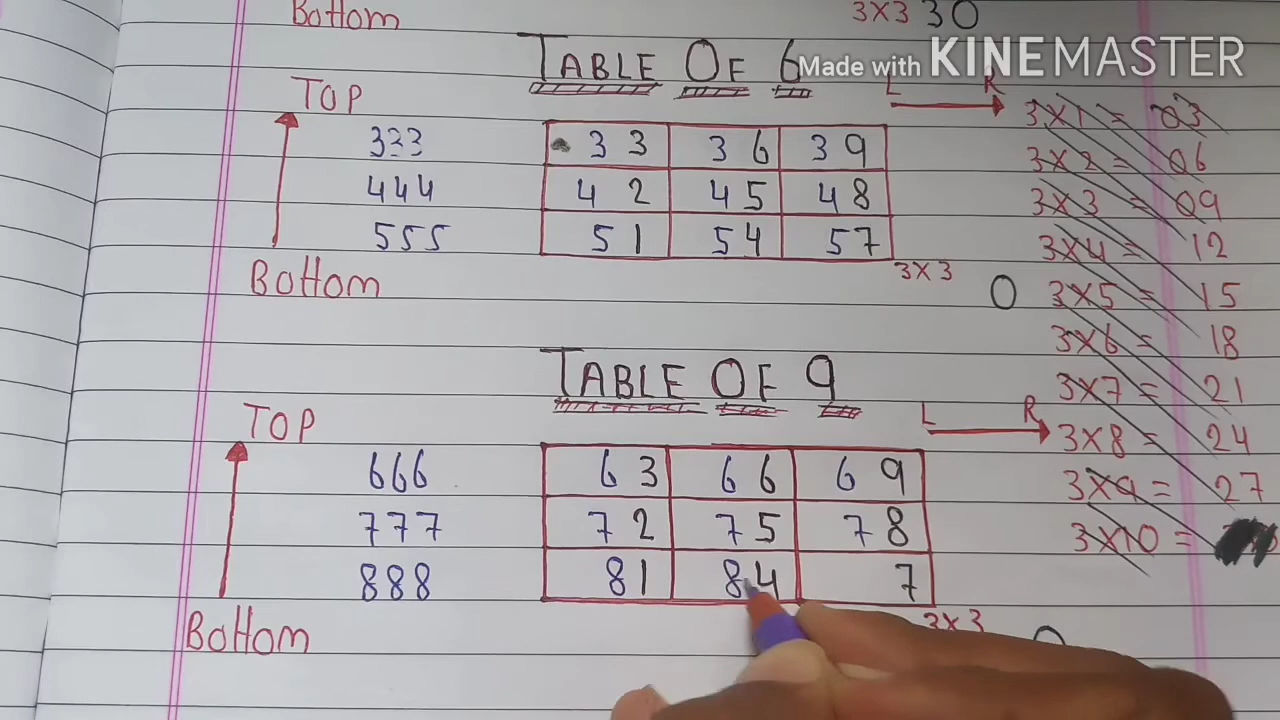 Bottom 3x3 30
TABLE OF 6
Made with KINEMASTER
TOP L R 3x1= 03
333 33 36 39 3x2= 06
444 42 45 48 3x3= 09
555 51 54 57 3x4= 12
Bottom 3x3 0 3x5= 15
3x6= 18
TABLE OF 9 3x7= 21
TOP L R 3x8= 24
666 63 66 69 3x9= 27
777 72 75 78 3x10=
888 81 84 7
Bottom 3x3